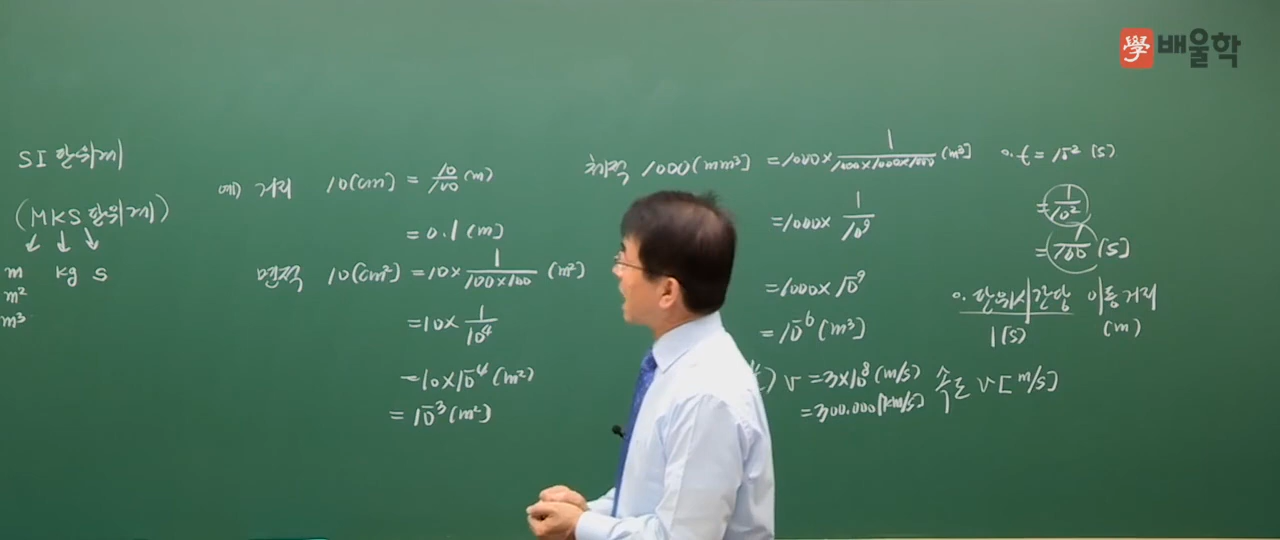 學 배울학
SI 단위계
(MKS 단위계)
m kg s
m²
m³
예) 거리 10(cm) = 10/100 (m)
= 0.1 (m)
면적 10(cm²) = 10 × 1/(100×100) (m²)
= 10 × 1/10⁴
= 10×10⁻⁴ (m²)
= 10⁻³ (m²)
체적 1000(mm³) = 1000 × 1/(1000×1000×1000) (m³)
= 1000 × 1/10⁹
= 1000 × 10⁻⁹
= 10⁻⁶ (m³)
) v = 3×10⁸ (m/s)
= 300.000 [km/s]
o. t = 10⁻² [s]
= 1/10²
= 1/100 [s]
o. 단위시간당 이동거리
1[s] (m)
속도 v [m/s]